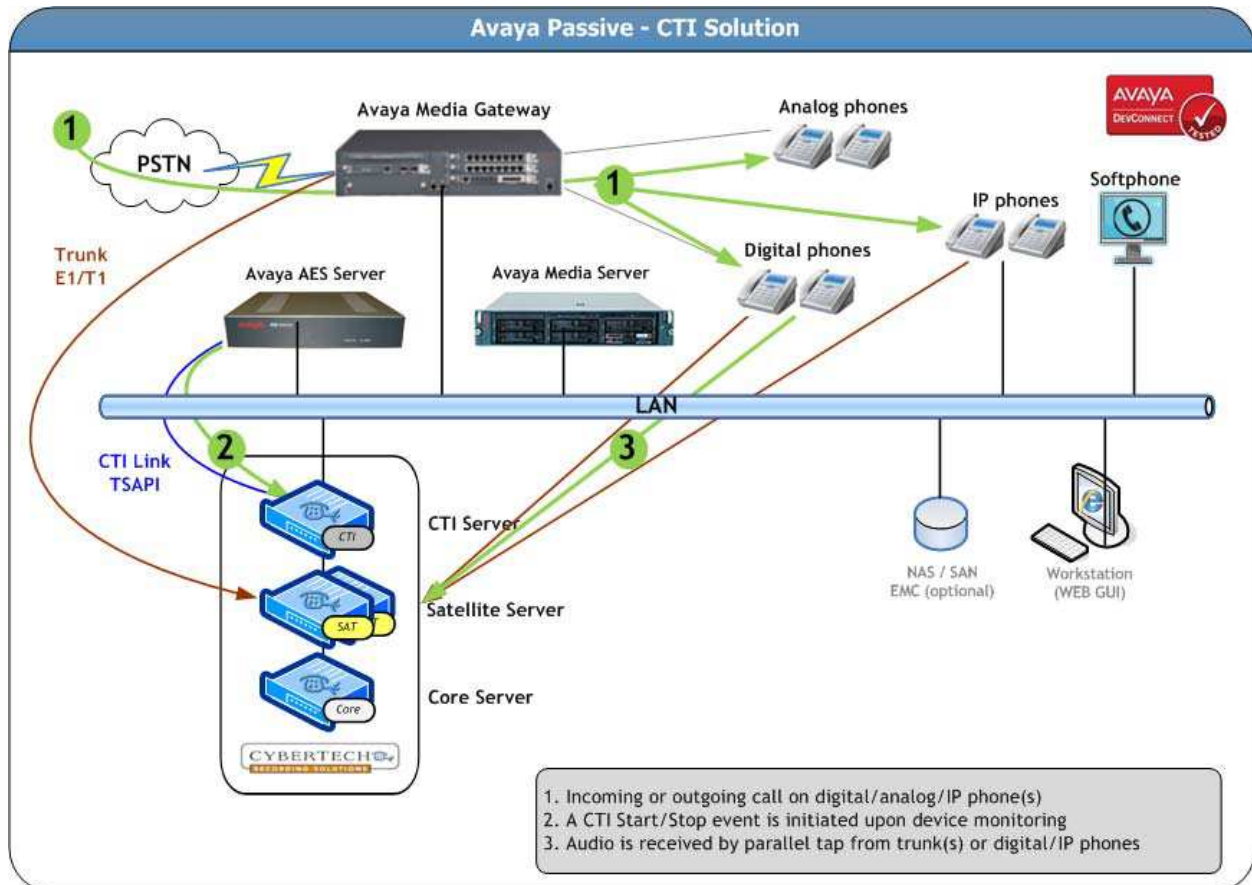 Avaya Passive - CTI Solution
Avaya Media Gateway
Analog phones
AVAYA
DEVCONNECT
TESTED
1
PSTN
1
Softphone
IP phones
Trunk
E1/T1
Digital phones
Avaya AES Server
Avaya Media Server
LAN
2
3
CTI Link
TSAPI
CTI Server
CTI
NAS / SAN
EMC (optional)
Workstation
(WEB GUI)
Satellite Server
SAT
T
Core Server
Core
CYBERTECH
RECORDING SOLUTIONS
1. Incoming or outgoing call on digital/analog/IP phone(s)
2. A CTI Start/Stop event is initiated upon device monitoring
3. Audio is received by parallel tap from trunk(s) or digital/IP phones